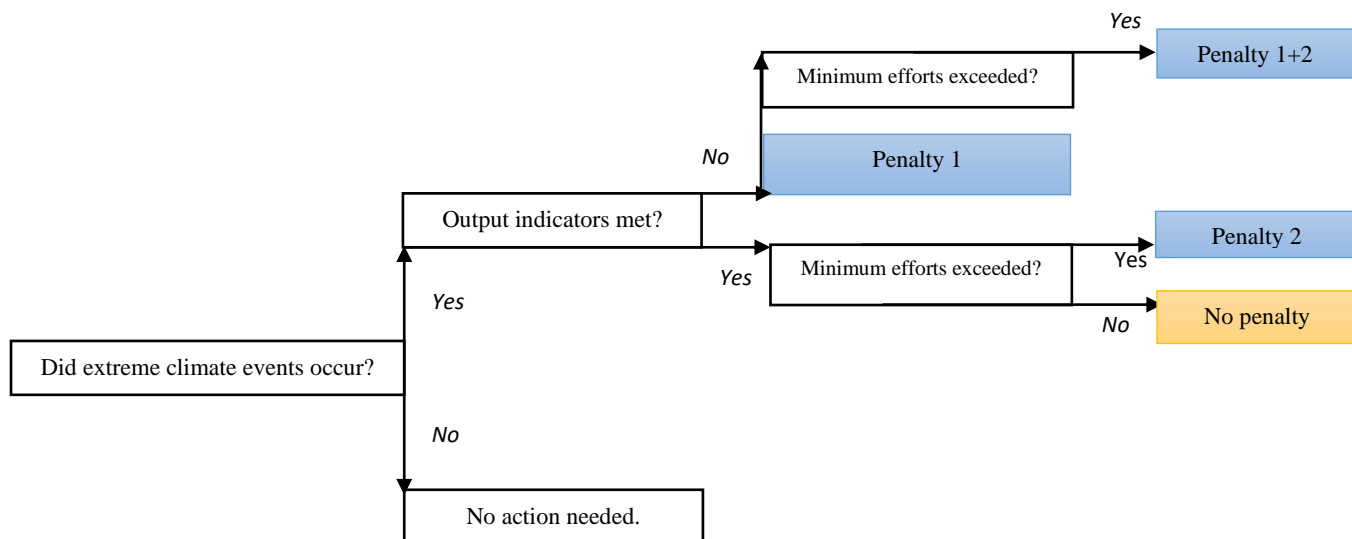 Yes
Penalty 1+2
Minimum efforts exceeded?
No
Penalty 1
Output indicators met?
Penalty 2
Yes
Minimum efforts exceeded?
Yes
Yes
No
No penalty
Did extreme climate events occur?
No
No action needed.